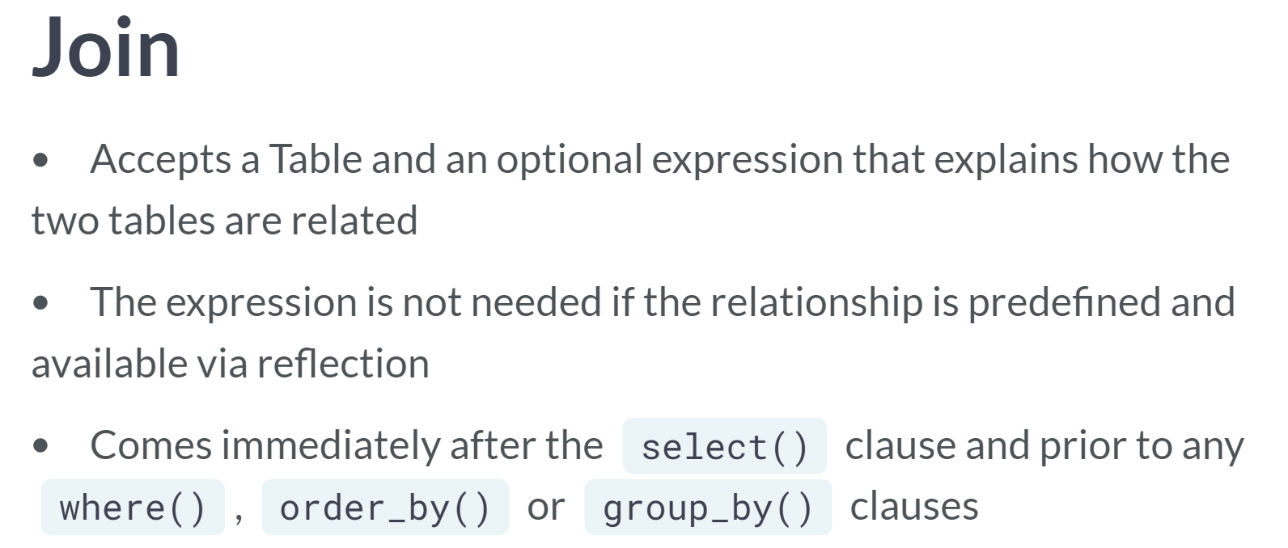 Join
• Accepts a Table and an optional expression that explains how the
two tables are related
• The expression is not needed if the relationship is predefined and
available via reflection
• Comes immediately after the select() clause and prior to any
where() , order_by() or group_by() clauses